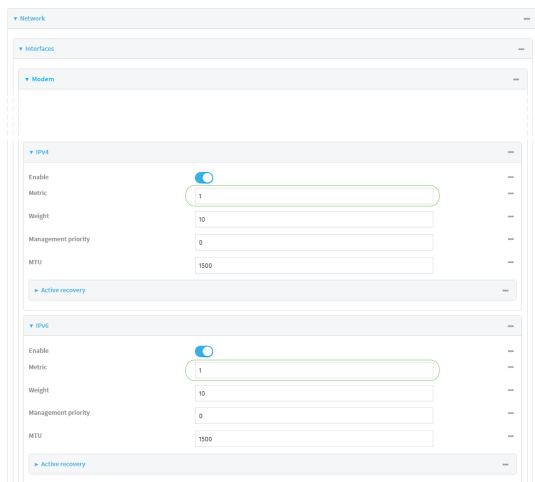 Network
Interfaces
Modem
IPv4
Enable
Metric 1
Weight 10
Management priority 0
MTU 1500
Active recovery
IPv6
Enable
Metric 1
Weight 10
Management priority 0
MTU 1500
Active recovery